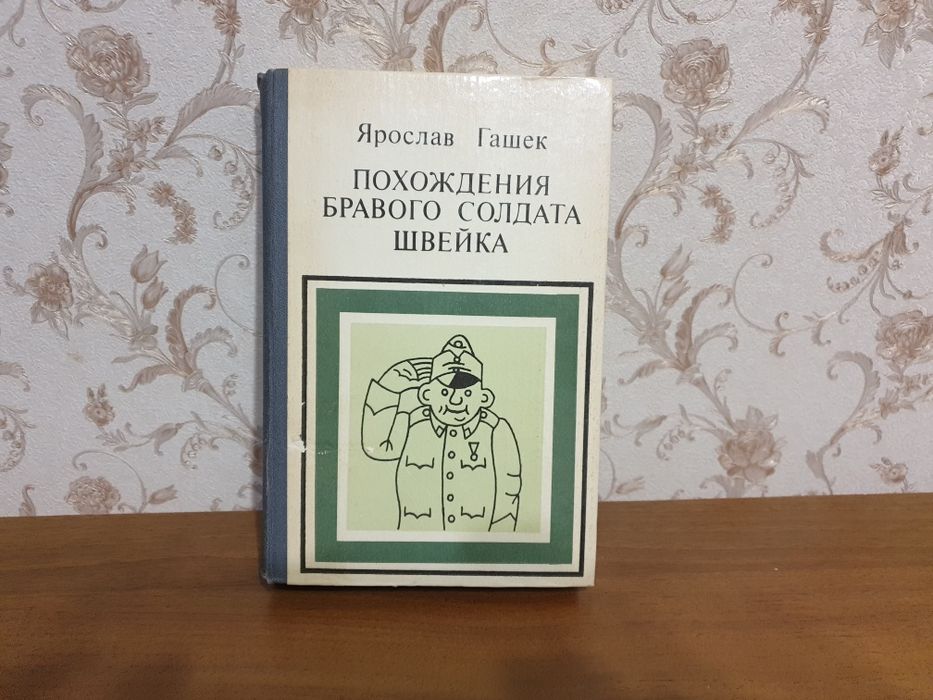 Ярослав Гашек
ПОХОЖДЕНИЯ
БРАВОГО СОЛДАТА
ШВЕЙКА